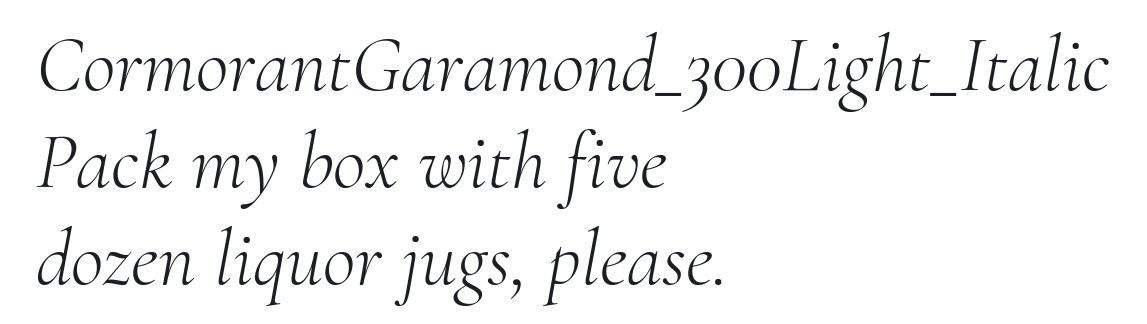 CormorantGaramond_300Light_Italic
Pack my box with five
dozen liquor jugs, please.